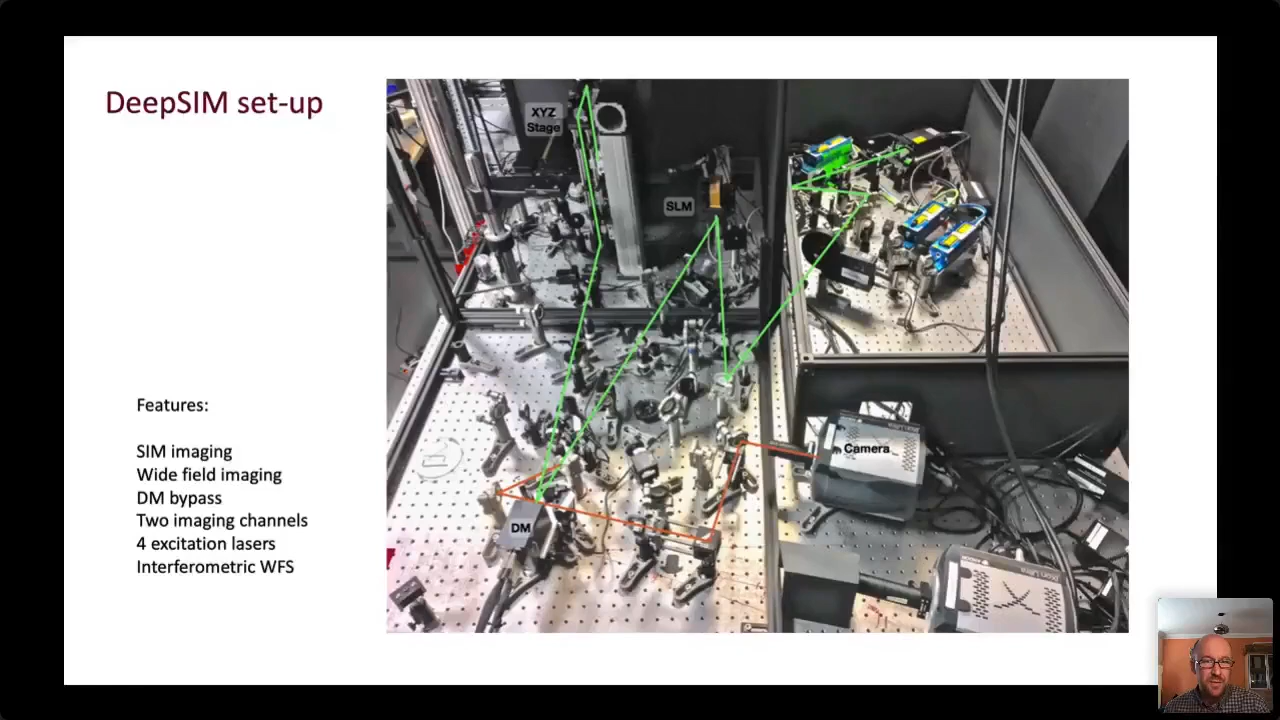 DeepSIM set-up
XYZ
Stage
SLM
Camera
DM
Features:
SIM imaging
Wide field imaging
DM bypass
Two imaging channels
4 excitation lasers
Interferometric WFS